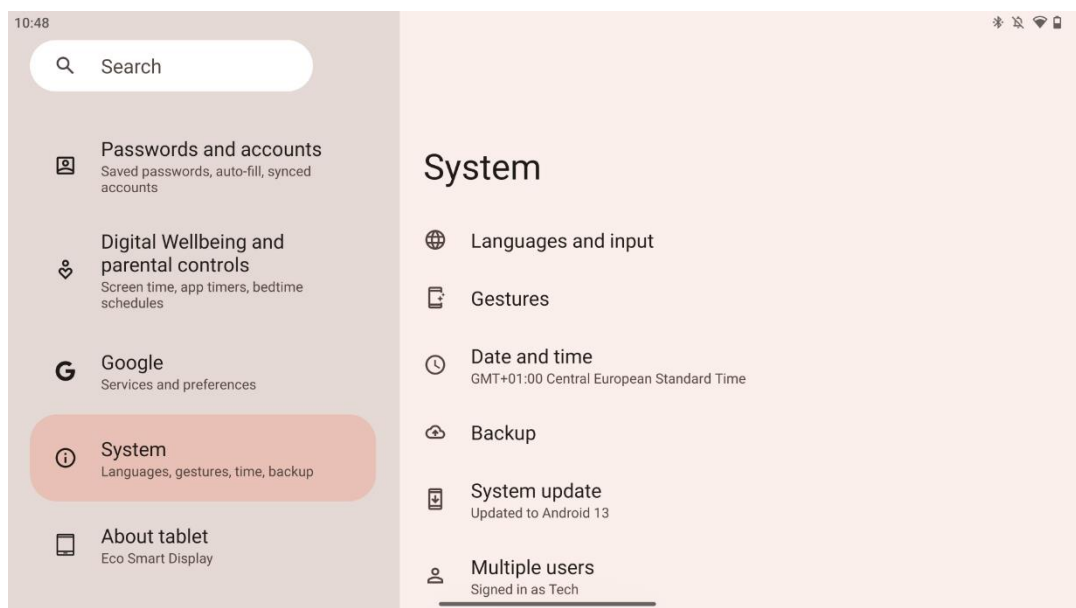 10:48
Search
Passwords and accounts
Saved passwords, auto-fill, synced
accounts
Digital Wellbeing and
parental controls
Screen time, app timers, bedtime
schedules
Google
Services and preferences
System
Languages, gestures, time, backup
About tablet
Eco Smart Display
System
Languages and input
Gestures
Date and time
GMT+01:00 Central European Standard Time
Backup
System update
Updated to Android 13
Multiple users
Signed in as Tech